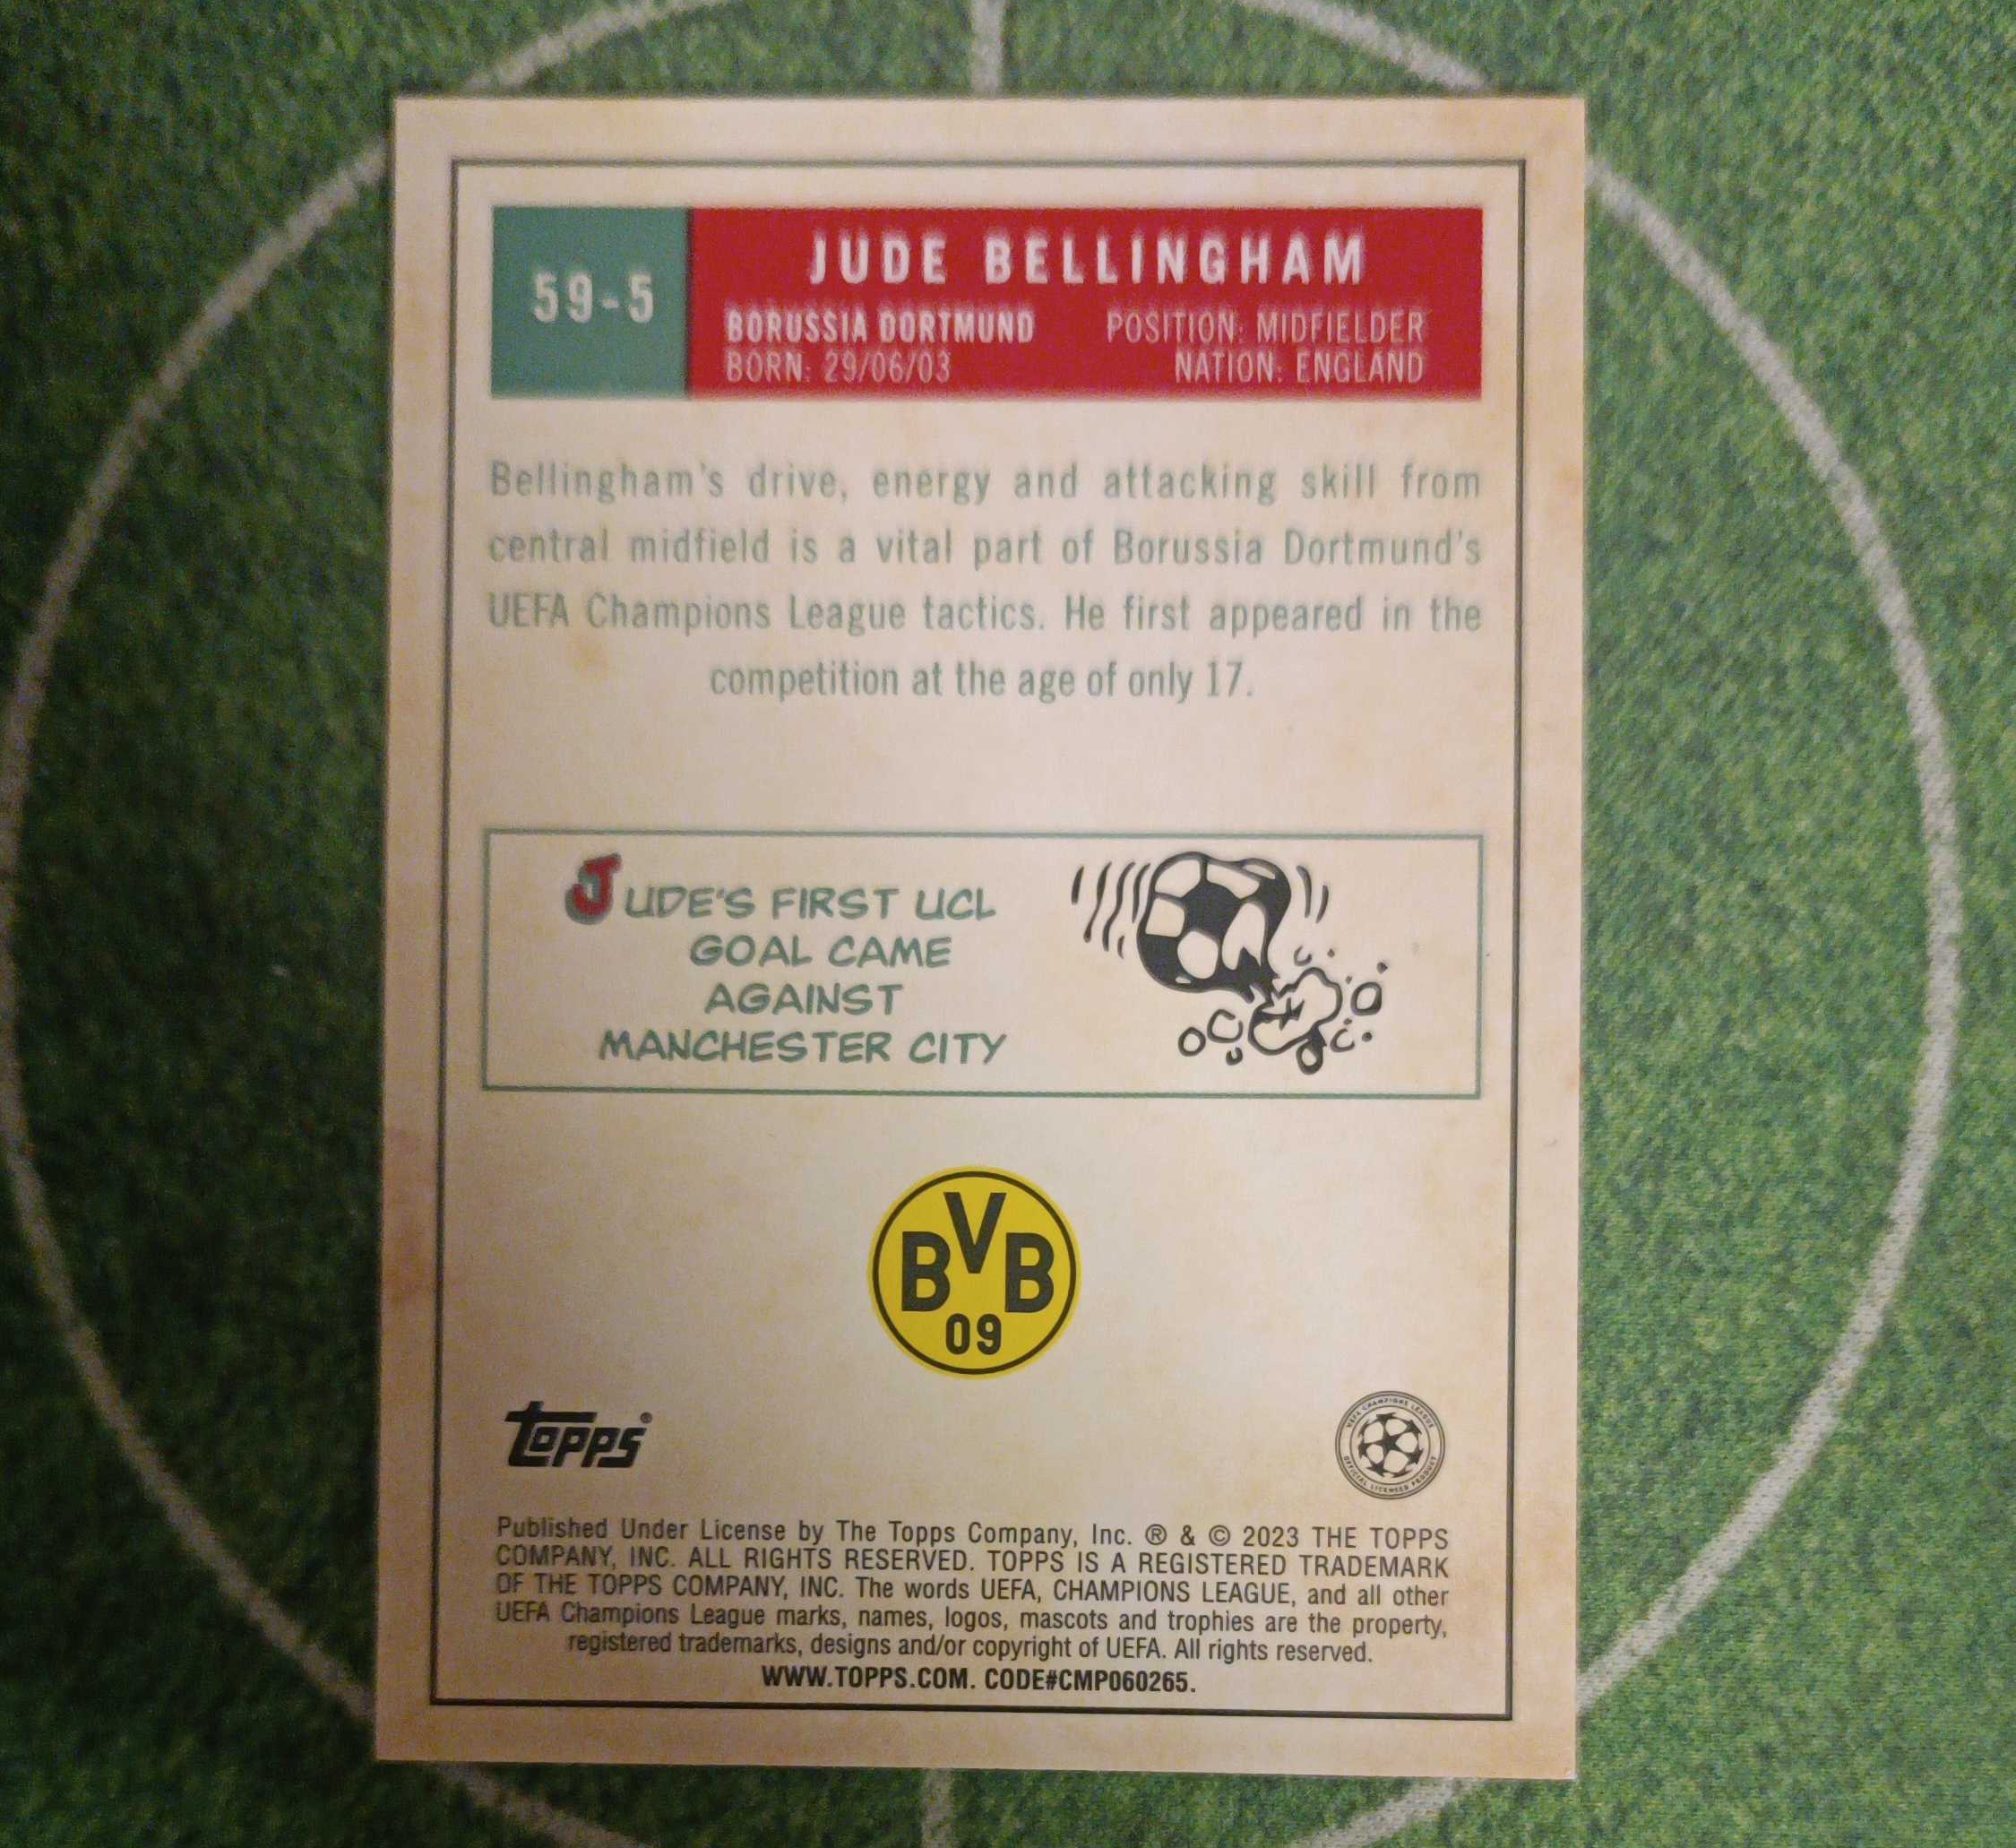 59-5
JUDE BELLINGHAM
BORUSSIA DORTMUND POSITION: MIDFIELDER
BORN: 29/06/03 NATION: ENGLAND
Bellingham's drive, energy and attacking skill from
central midfield is a vital part of Borussia Dortmund's
UEFA Champions League tactics. He first appeared in the
competition at the age of only 17.
JUDE'S FIRST UCL
GOAL CAME
AGAINST
MANCHESTER CITY
BVB
09
topps®
UEFA CHAMPIONS LEAGUE
OFFICIAL LICENSED PRODUCT
Published Under License by The Topps Company, Inc. ® & © 2023 THE TOPPS
COMPANY, INC. ALL RIGHTS RESERVED. TOPPS IS A REGISTERED TRADEMARK
OF THE TOPPS COMPANY, INC. The words UEFA, CHAMPIONS LEAGUE, and all other
UEFA Champions League marks, names, logos, mascots and trophies are the property,
registered trademarks, designs and/or copyright of UEFA. All rights reserved.
WWW.TOPPS.COM. CODE#CMP060265.